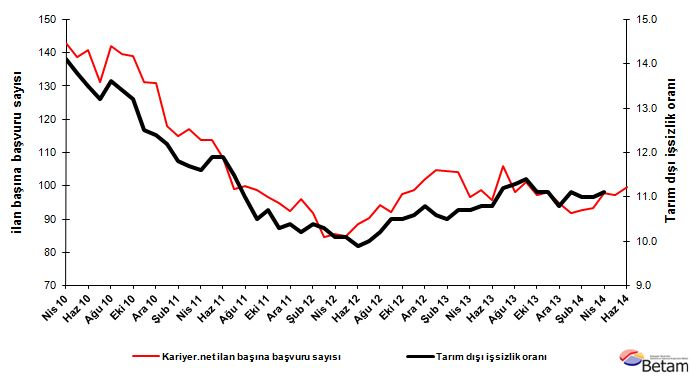 150
140
130
120
110
100
90
80
70
ilan başına başvuru sayısı
15.0
14.0
13.0
12.0
11.0
10.0
9.0
Tarım dışı işsizlik oranı
Nis 10
Haz 10
Ağu 10
Eki 10
Ara 10
Şub 11
Nis 11
Haz 11
Ağu 11
Eki 11
Ara 11
Şub 12
Nis 12
Haz 12
Ağu 12
Eki 12
Ara 12
Şub 13
Nis 13
Haz 13
Ağu 13
Eki 13
Ara 13
Şub 14
Nis 14
Haz 14
Kariyer.net ilan başına başvuru sayısı
Tarım dışı işsizlik oranı
Betam